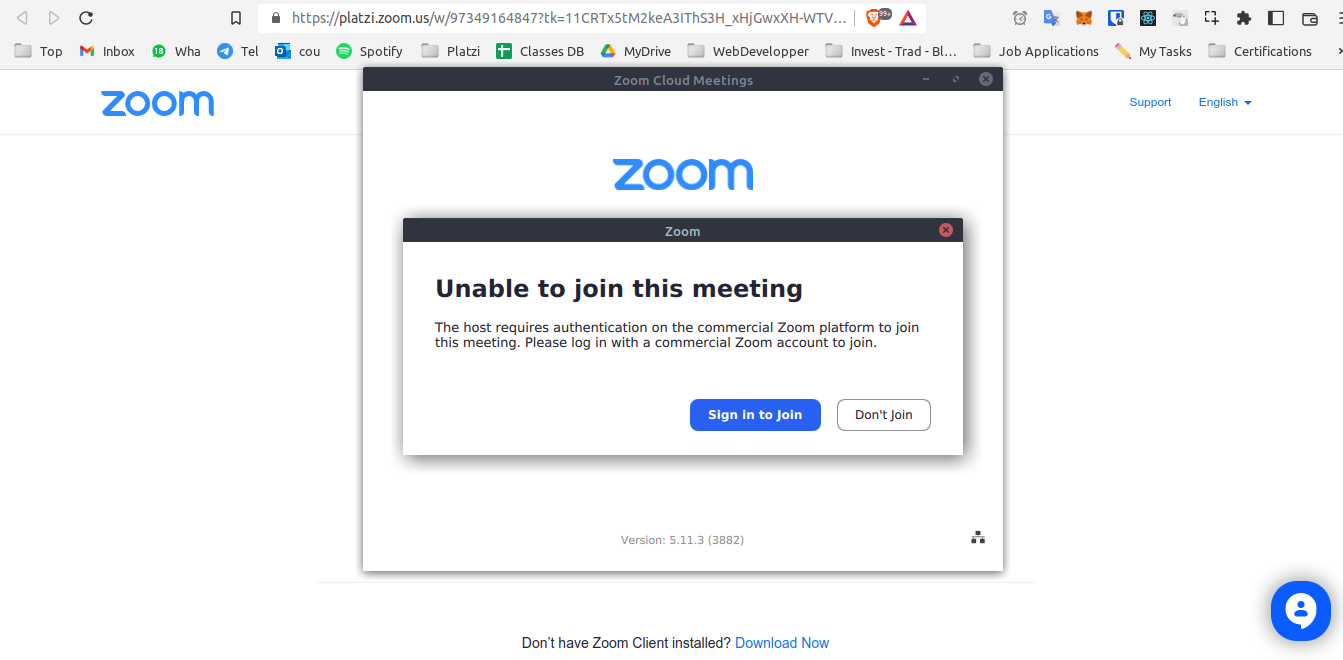 https://platzi.zoom.us/w/97349164847?tk=11CRTx5tM2keA3IThS3H_xHjGwxXH-WTV...
99+
Top Inbox 18 Wha Tel cou Spotify Platzi Classes DB MyDrive WebDevelopper Invest - Trad - Bl... Job Applications My Tasks Certifications
Zoom Cloud Meetings
zoom
Support English
zoom
Zoom
Unable to join this meeting
The host requires authentication on the commercial Zoom platform to join
this meeting. Please log in with a commercial Zoom account to join.
Sign in to Join Don't Join
Version: 5.11.3 (3882)
Don’t have Zoom Client installed? Download Now